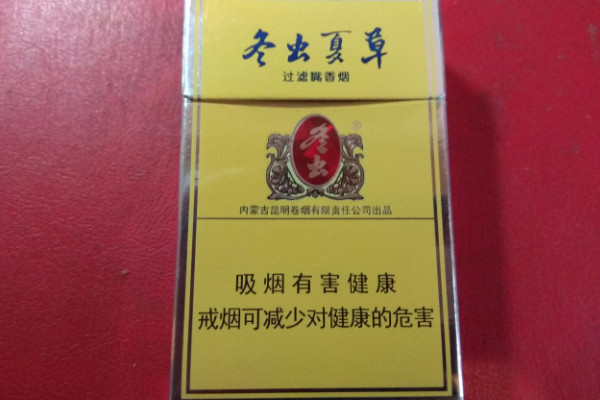 冬虫夏草
过滤嘴香烟
®
冬虫
内蒙古昆明卷烟有限责任公司出品
吸烟有害健康
戒烟可减少对健康的危害